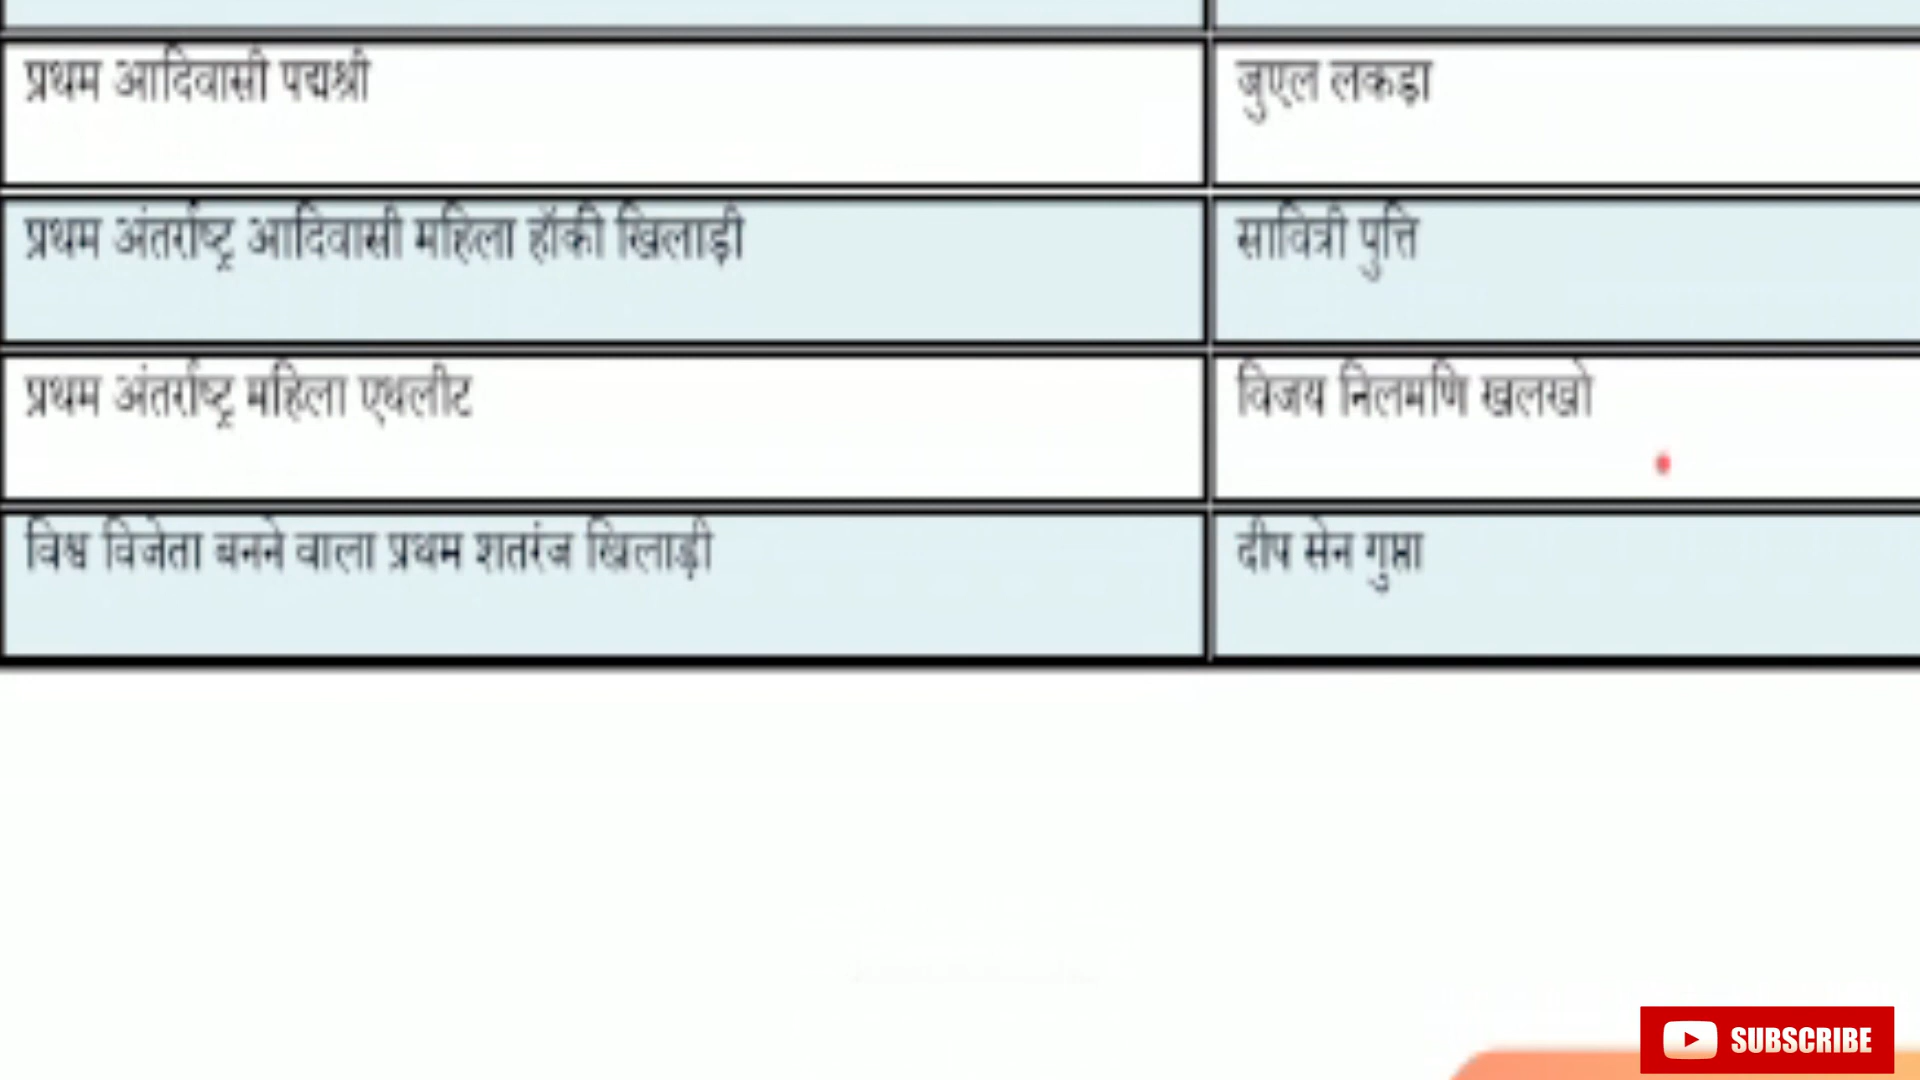 प्रथम आदिवासी पद्मश्री
जुएल लकड़ा
प्रथम अंतर्राष्ट्र आदिवासी महिला हॉकी खिलाड़ी
सावित्री पुत्ति
प्रथम अंतर्राष्ट्र महिला एथलीट
विजय निलमणि खलखो
विश्व विजेता बनने वाला प्रथम शतरंज खिलाड़ी
दीप सेन गुप्ता
SUBSCRIBE